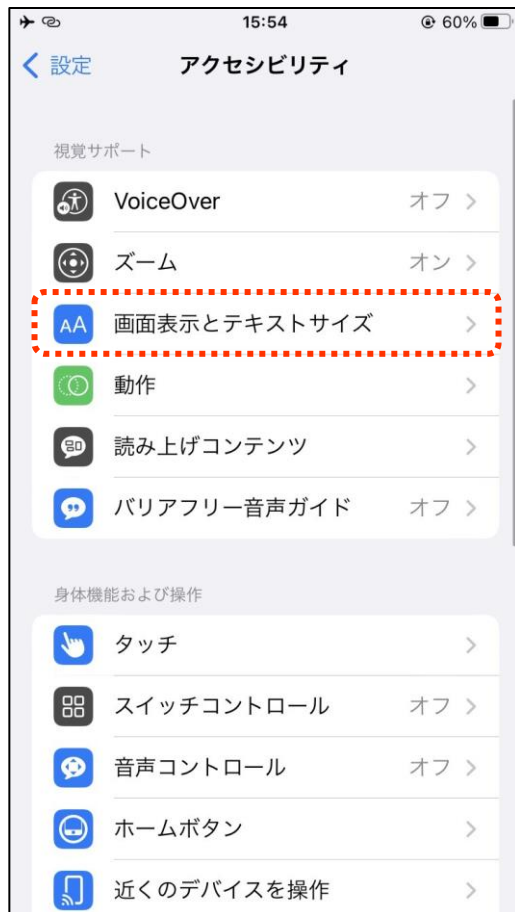 15:54
60%
設定
アクセシビリティ
視覚サポート
VoiceOver オフ
ズーム オン
AA 画面表示とテキストサイズ
動作
読み上げコンテンツ
バリアフリー音声ガイド オフ
身体機能および操作
タッチ
スイッチコントロール オフ
音声コントロール オフ
ホームボタン
近くのデバイスを操作